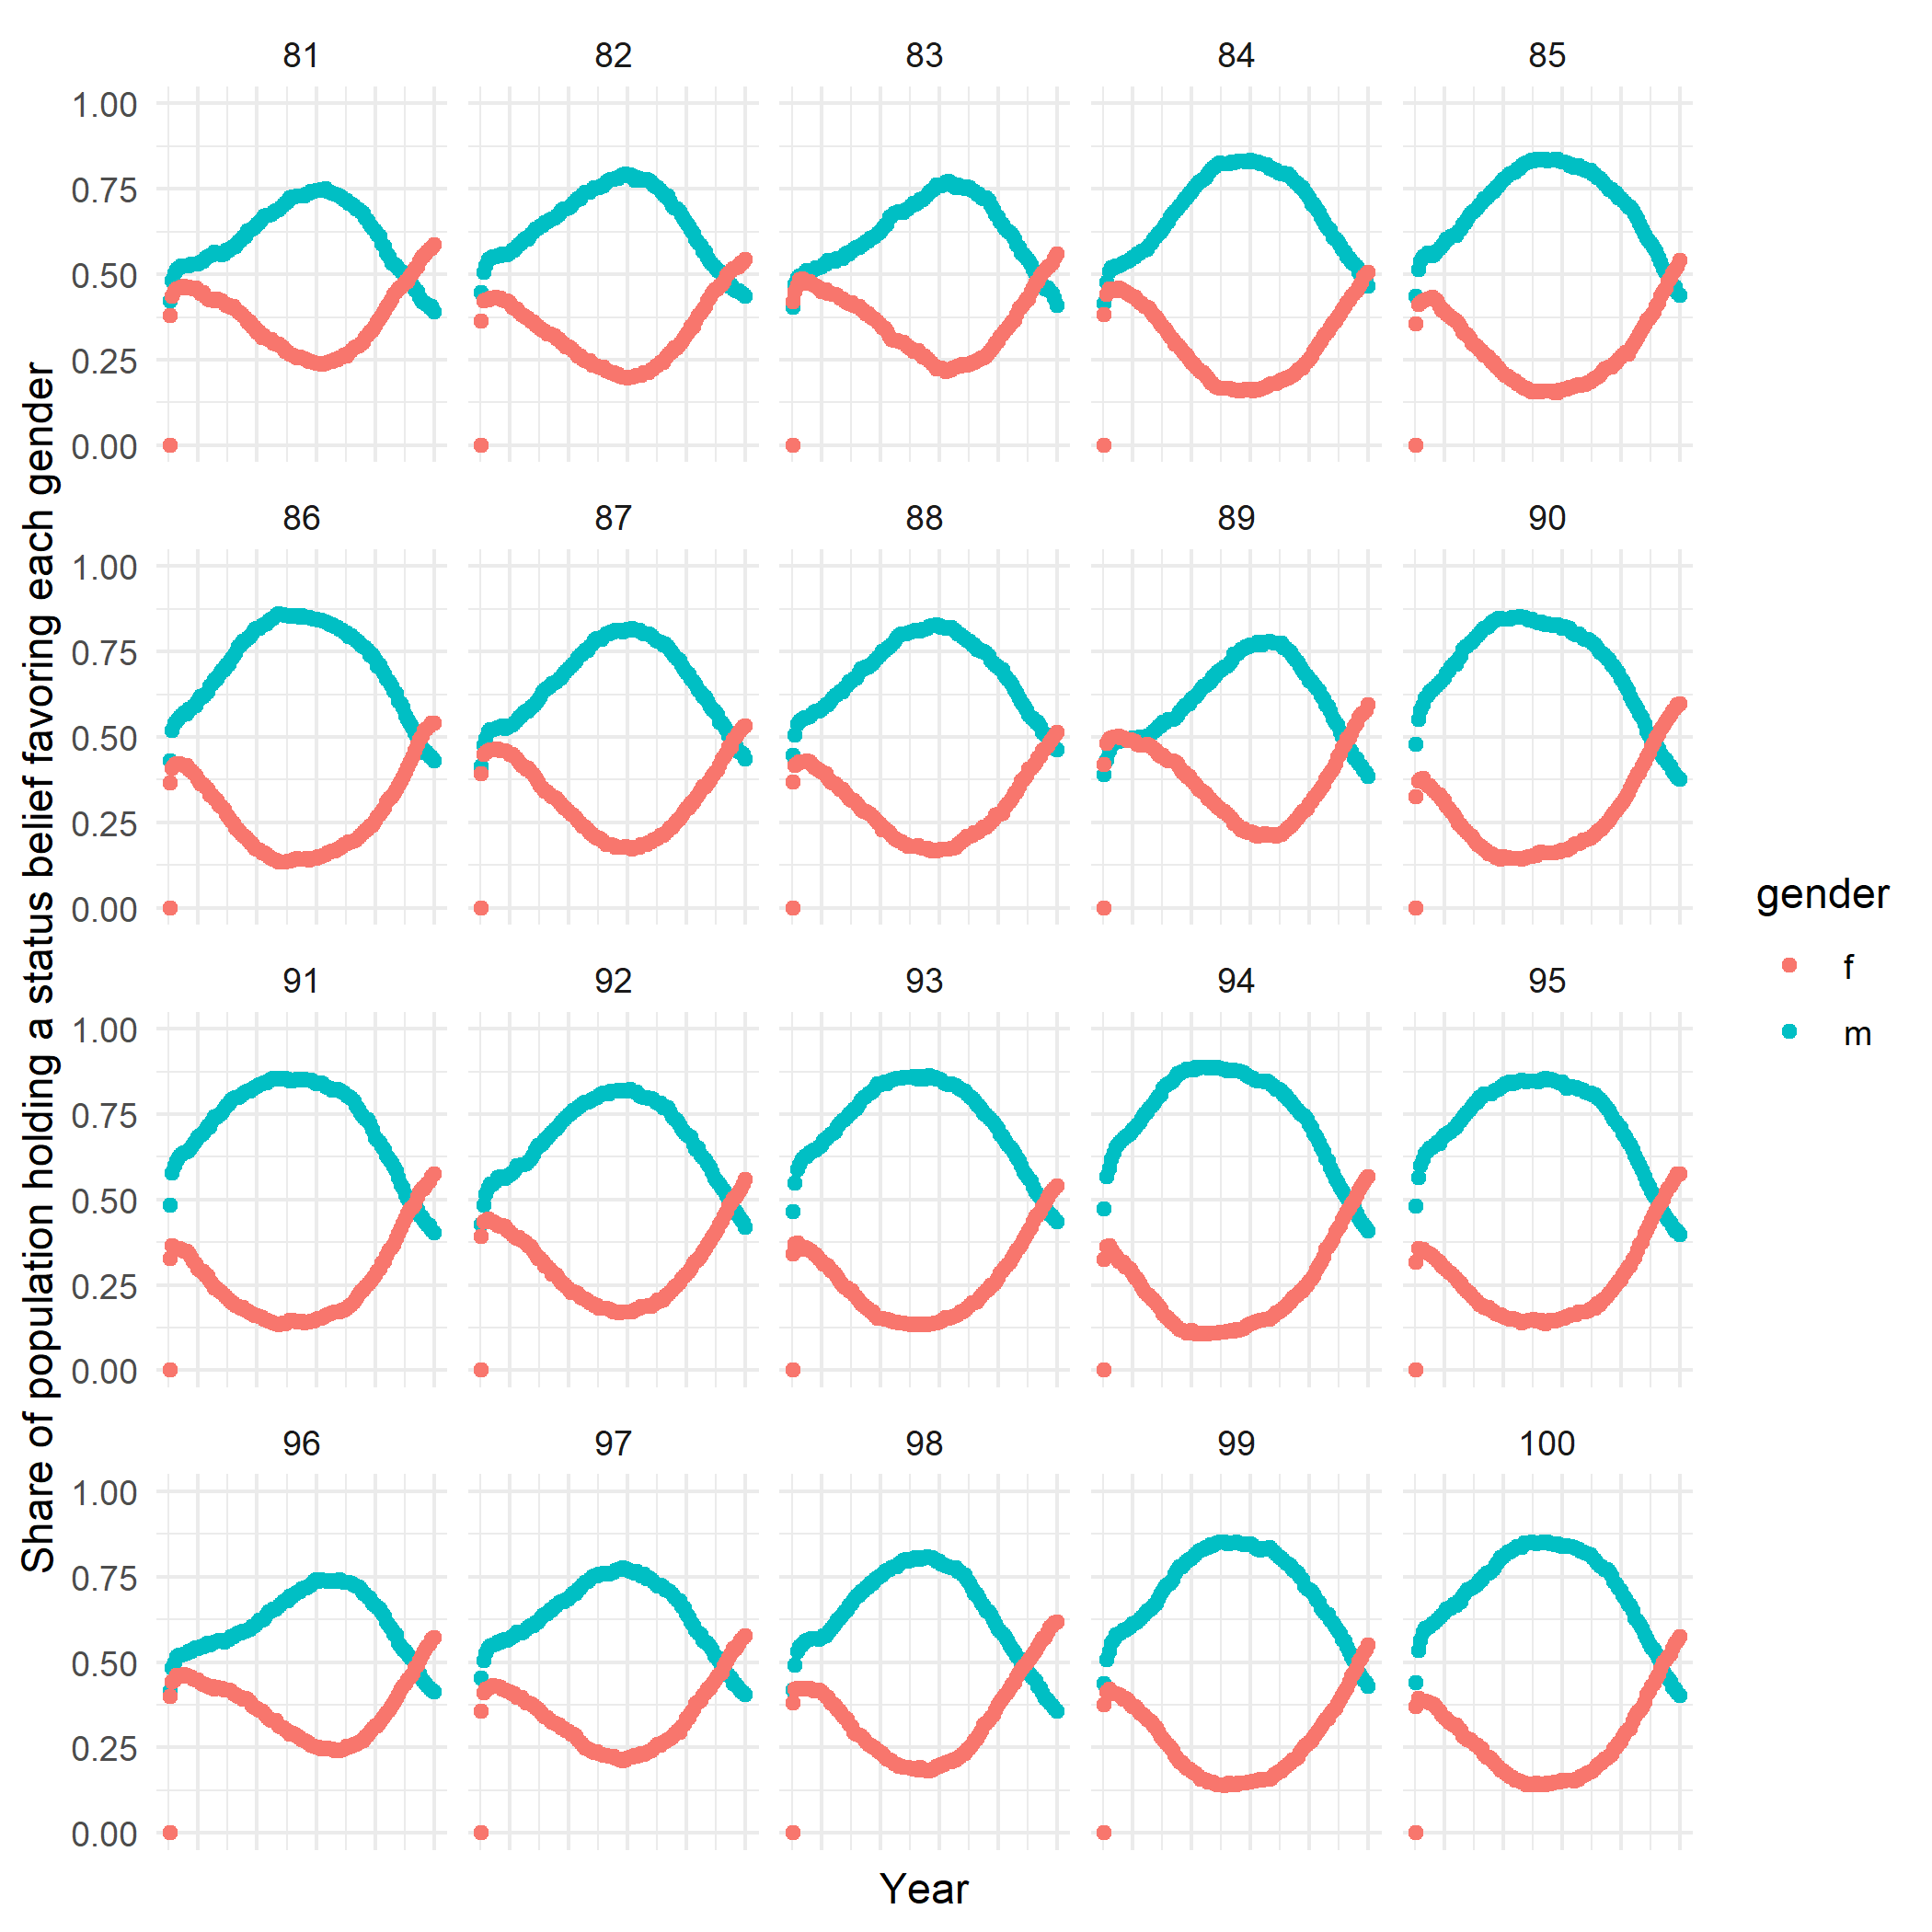 81 82 83 84 85
1.00
0.75
0.50
0.25
0.00
86 87 88 89 90
1.00
0.75
0.50
0.25
0.00
91 92 93 94 95
1.00
0.75
0.50
0.25
0.00
96 97 98 99 100
1.00
0.75
0.50
0.25
0.00
Share of population holding a status belief favoring each gender
Year
gender
f
m